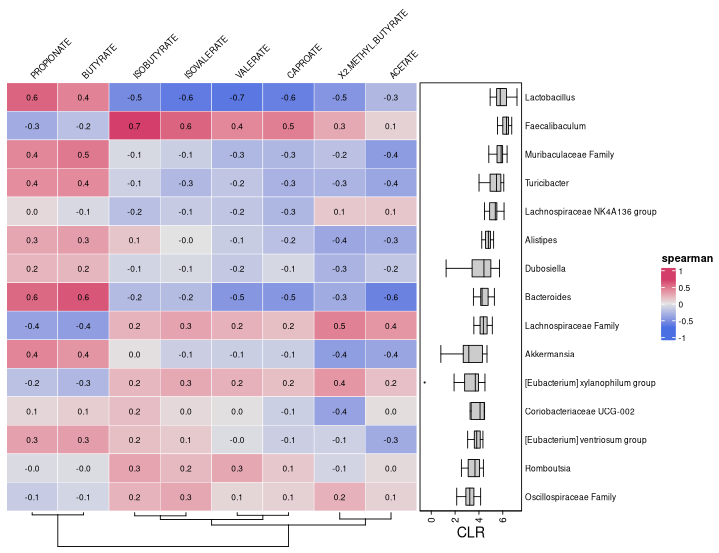 PROPIONATE BUTYRATE ISOBUTYRATE ISOVALERATE VALERATE CAPROATE X2.METHYL.BUTYRATE ACETATE
0.6 0.4 -0.5 -0.6 -0.7 -0.6 -0.5 -0.3 Lactobacillus
-0.3 -0.2 0.7 0.6 0.4 0.5 0.3 0.1 Faecalibaculum
0.4 0.5 -0.1 -0.1 -0.3 -0.3 -0.2 -0.4 Muribaculaceae Family
0.4 0.4 -0.1 -0.3 -0.2 -0.3 -0.3 -0.4 Turicibacter
0.0 -0.1 -0.2 -0.1 -0.2 -0.3 0.1 0.1 Lachnospiraceae NK4A136 group
0.3 0.3 0.1 -0.0 -0.1 -0.2 -0.4 -0.3 Alistipes
0.2 0.2 -0.1 -0.1 -0.2 -0.1 -0.3 -0.2 Dubosiella
0.6 0.6 -0.2 -0.2 -0.5 -0.5 -0.3 -0.6 Bacteroides
-0.4 -0.4 0.2 0.3 0.2 0.2 0.5 0.4 Lachnospiraceae Family
0.4 0.4 0.0 -0.1 -0.1 -0.1 -0.4 -0.4 Akkermansia
-0.2 -0.3 0.2 0.3 0.2 0.2 0.4 0.2 [Eubacterium] xylanophilum group
0.1 0.1 0.2 0.0 0.0 -0.1 -0.4 0.0 Coriobacteriaceae UCG-002
0.3 0.3 0.2 0.1 -0.0 -0.1 -0.1 -0.3 [Eubacterium] ventriosum group
-0.0 -0.0 0.3 0.2 0.3 0.1 -0.1 0.0 Romboutsia
-0.1 -0.1 0.2 0.3 0.1 0.1 0.2 0.1 Oscillospiraceae Family
0 2 4 6
CLR
spearman
1
0.5
0
-0.5
-1